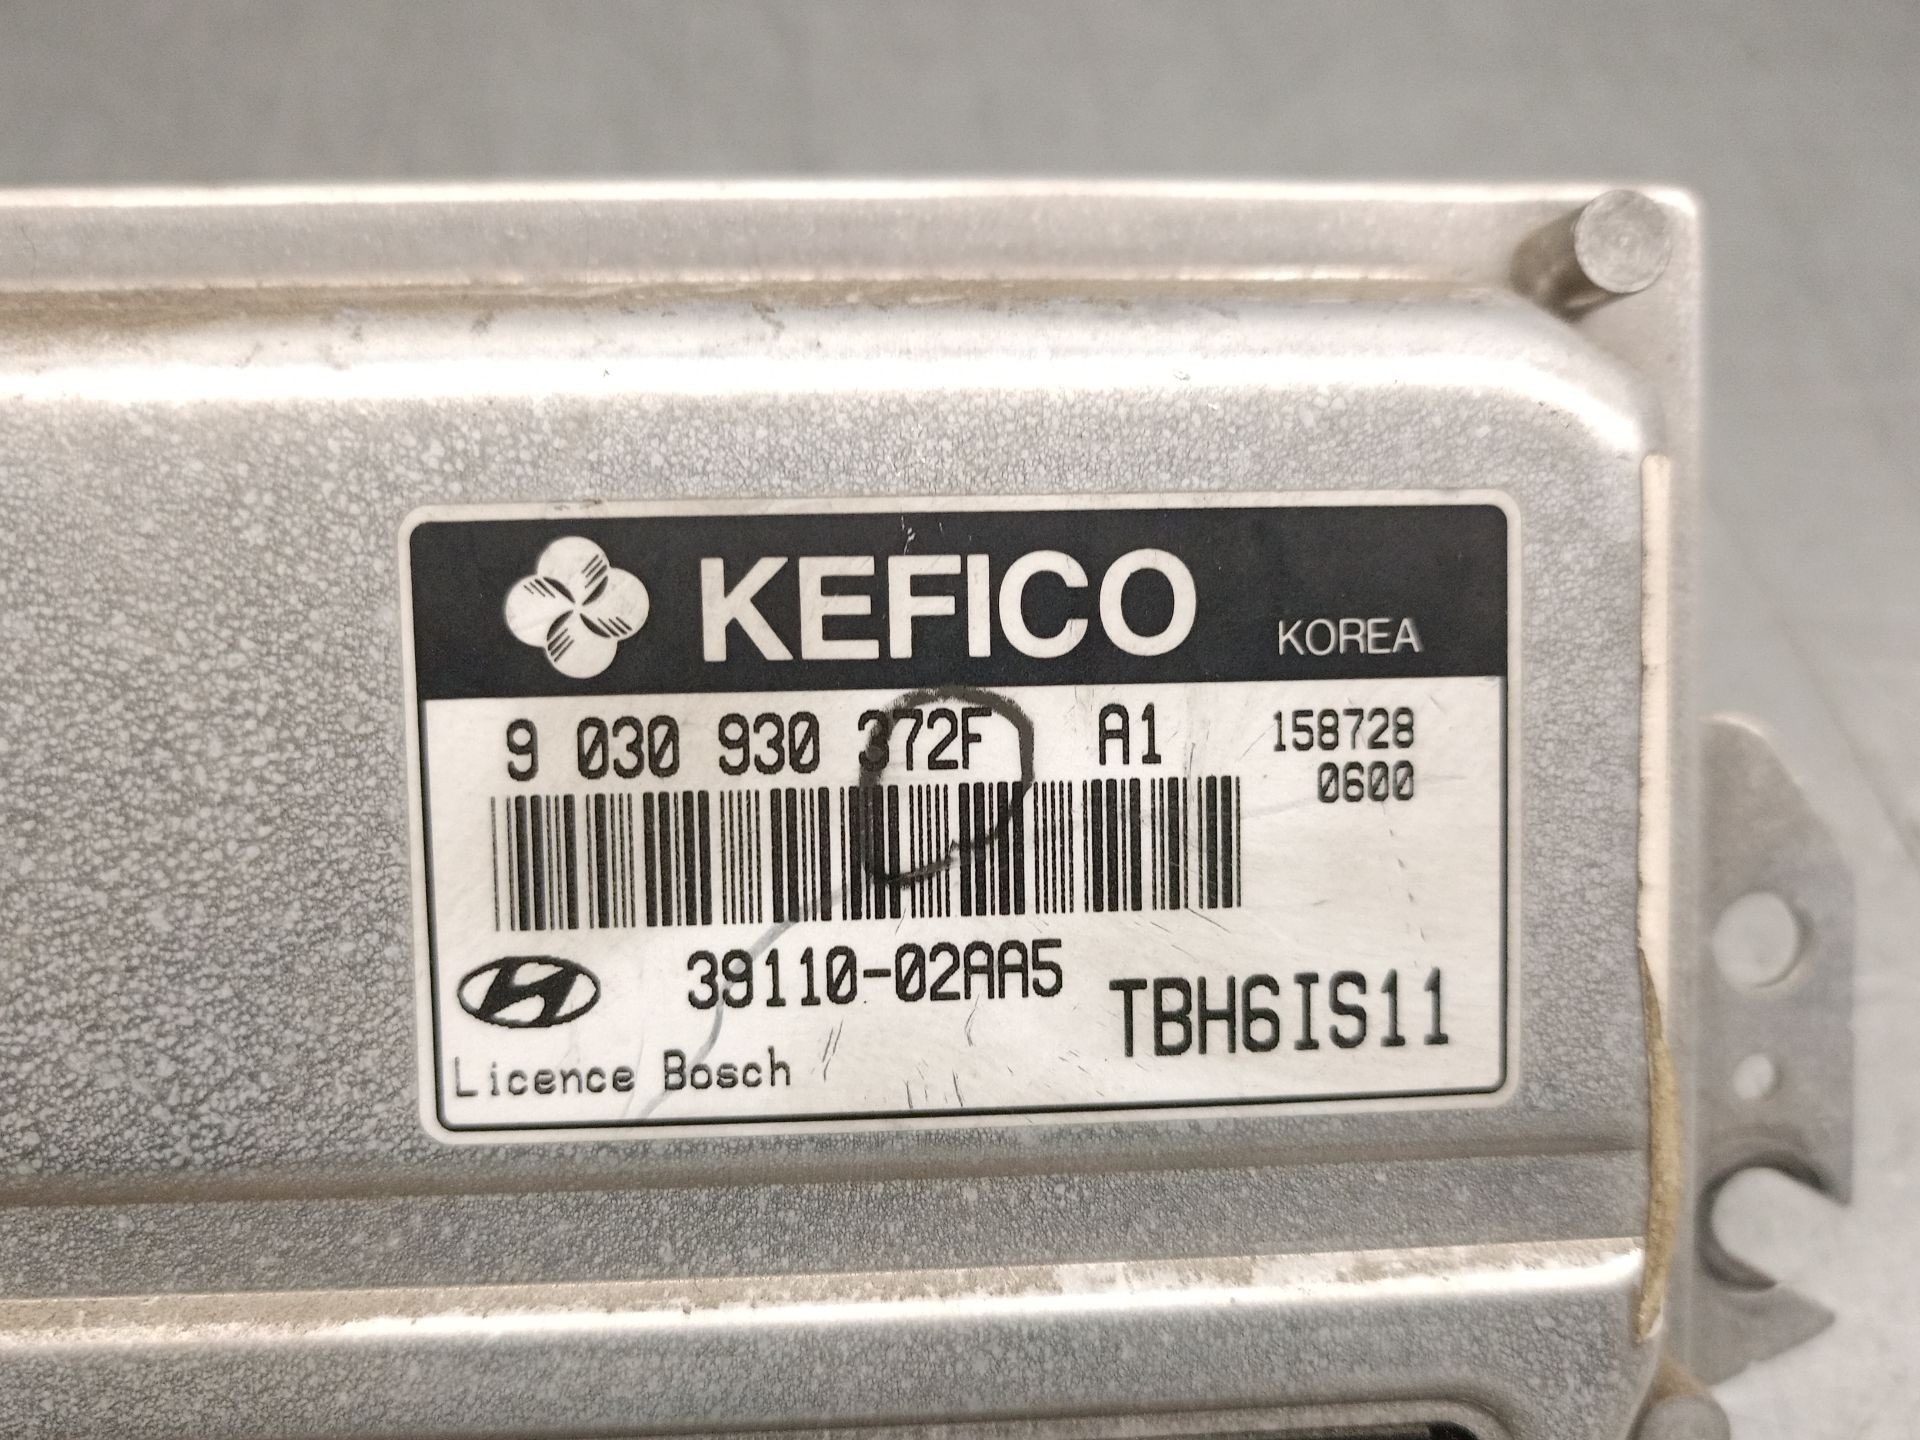 KEFICO KOREA
9 030 930 372F A1 158728
0600
39110-02AA5
TBH6IS11
Licence Bosch